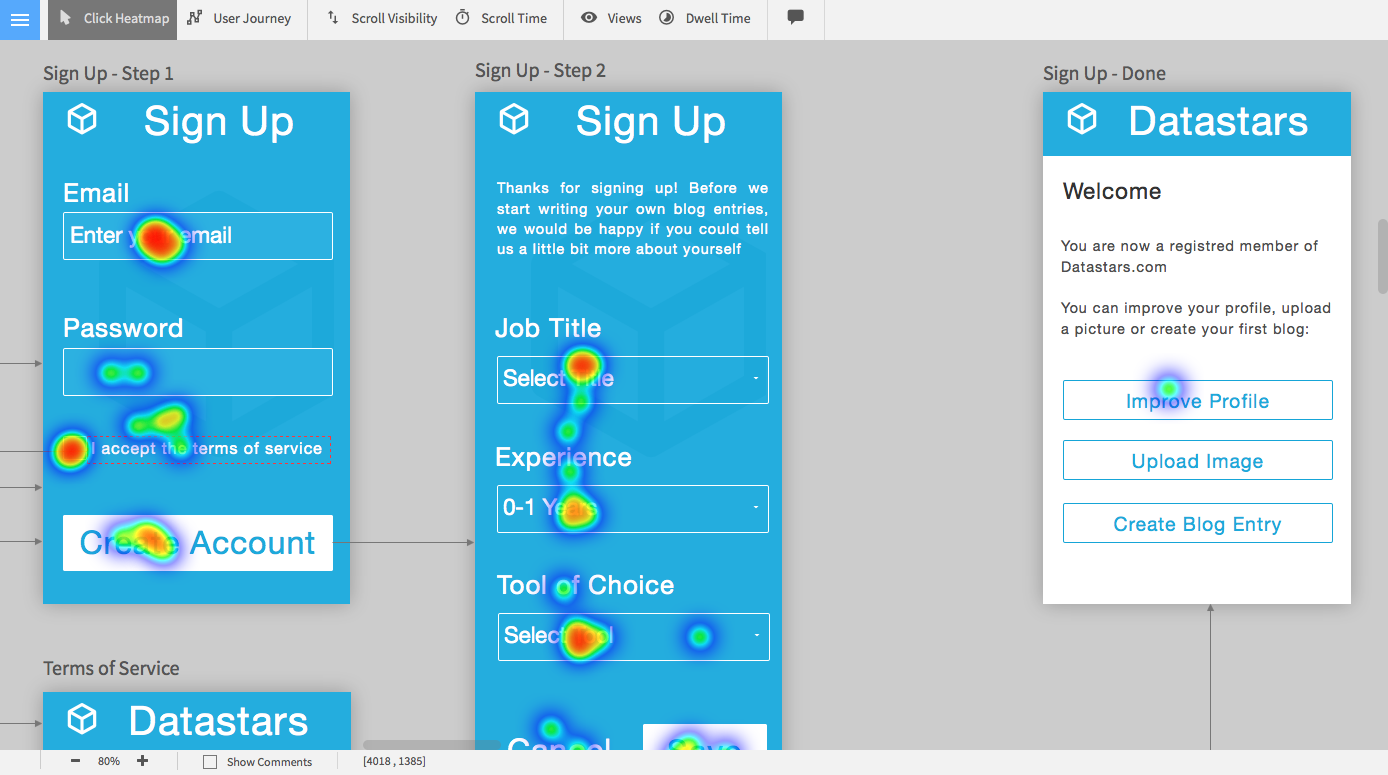 Click Heatmap
User Journey
Scroll Visibility
Scroll Time
Views
Dwell Time
Sign Up - Step 1
Sign Up
Email
Enter your email
Password
I accept the terms of service
Create Account
Terms of Service
Datastars
Sign Up - Step 2
Sign Up
Thanks for signing up! Before we
start writing your own blog entries,
we would be happy if you could tell
us a little bit more about yourself
Job Title
Select Title
Experience
0-1 Years
Tool of Choice
Select Tool
Cancel
Save
Sign Up - Done
Datastars
Welcome
You are now a registred member of
Datastars.com
You can improve your profile, upload
a picture or create your first blog:
Improve Profile
Upload Image
Create Blog Entry
80%
Show Comments
[4018 , 1385]